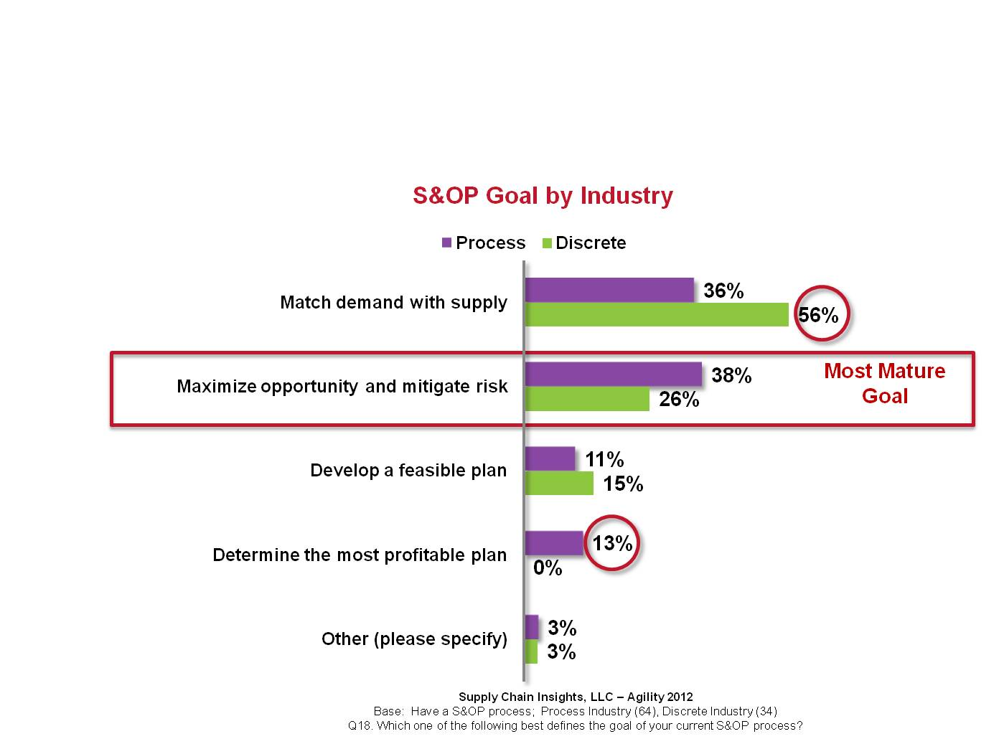 S&OP Goal by Industry
Process Discrete
Match demand with supply
36%
56%
Maximize opportunity and mitigate risk
38%
26%
Most Mature
Goal
Develop a feasible plan
11%
15%
Determine the most profitable plan
13%
0%
Other (please specify)
3%
3%
Supply Chain Insights, LLC – Agility 2012
Base: Have a S&OP process; Process Industry (64), Discrete Industry (34)
Q18. Which one of the following best defines the goal of your current S&OP process?